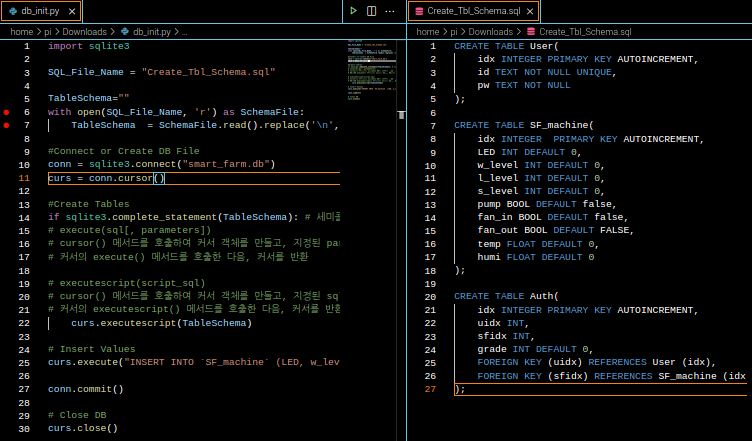 db_init.py
home > pi > Downloads > db_init.py > ...
1 import sqlite3
2
3 SQL_File_Name = "Create_Tbl_Schema.sql"
4
5 TableSchema=""
6 with open(SQL_File_Name, 'r') as SchemaFile:
7 TableSchema = SchemaFile.read().replace('\n',
8
9 #Connect or Create DB File
10 conn = sqlite3.connect("smart_farm.db")
11 curs = conn.cursor()
12
13 #Create Tables
14 if sqlite3.complete_statement(TableSchema): # 세미콜
15 # execute(sql[, parameters])
16 # cursor() 메서드를 호출하여 커서 객체를 만들고, 지정된 par
17 # 커서의 execute() 메서드를 호출한 다음, 커서를 반환
18
19 # executescript(script_sql)
20 # cursor() 메서드를 호출하여 커서 객체를 만들고, 지정된 sq
21 # 커서의 executescript() 메서드를 호출한 다음, 커서를 반환
22 curs.executescript(TableSchema)
23
24 # Insert Values
25 curs.execute("INSERT INTO `SF_machine` (LED, w_lev
26
27 conn.commit()
28
29 # Close DB
30 curs.close()
Create_Tbl_Schema.sql
home > pi > Downloads > Create_Tbl_Schema.sql
1 CREATE TABLE User(
2 idx INTEGER PRIMARY KEY AUTOINCREMENT,
3 id TEXT NOT NULL UNIQUE,
4 pw TEXT NOT NULL
5 );
6
7 CREATE TABLE SF_machine(
8 idx INTEGER  PRIMARY KEY AUTOINCREMENT,
9 LED INT DEFAULT 0,
10 w_level INT DEFAULT 0,
11 l_level INT DEFAULT 0,
12 s_level INT DEFAULT 0,
13 pump BOOL DEFAULT false,
14 fan_in BOOL DEFAULT false,
15 fan_out BOOL DEFAULT FALSE,
16 temp FLOAT DEFAULT 0,
17 humi FLOAT DEFAULT 0
18 );
19
20 CREATE TABLE Auth(
21 idx INTEGER PRIMARY KEY AUTOINCREMENT,
22 uidx INT,
23 sfidx INT,
24 grade INT DEFAULT 0,
25 FOREIGN KEY (uidx) REFERENCES User (idx),
26 FOREIGN KEY (sfidx) REFERENCES SF_machine (idx
27 );